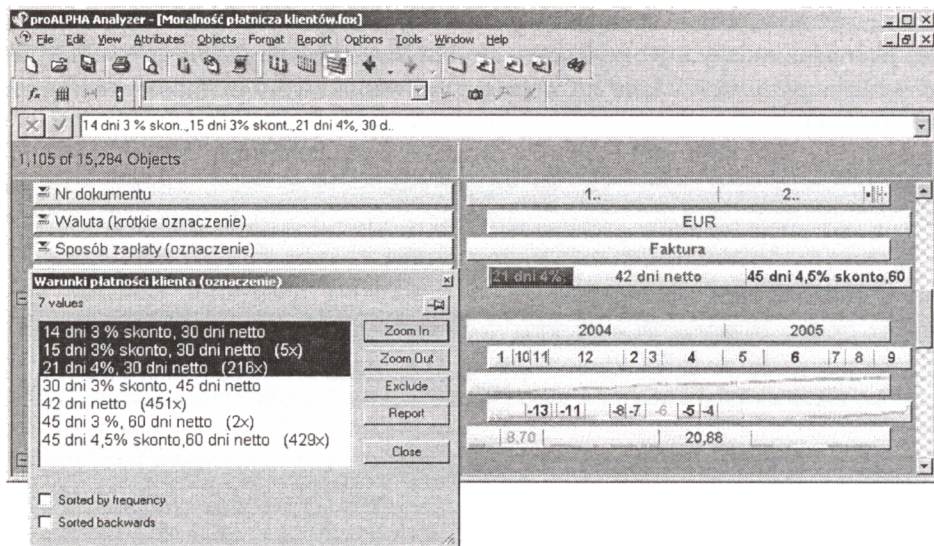 proALPHA Analyzer - [Moralność płatnicza klientów.fox]
File Edit View Attributes Objects Format Report Options Tools Window Help
14 dni 3 % skon..,15 dni 3% skont..,21 dni 4%, 30 d..
1,105 of 15,284 Objects
Nr dokumentu 1.. 2..
Waluta (krótkie oznaczenie) EUR
Sposób zapłaty (oznaczenie) Faktura
21 dni 4%, 42 dni netto 45 dni 4,5% skonto,60
Warunki płatności klienta (oznaczenie)
7 values
14 dni 3 % skonto, 30 dni netto
15 dni 3% skonto, 30 dni netto (5x)
21 dni 4%, 30 dni netto (216x)
30 dni 3% skonto, 45 dni netto
42 dni netto (451x)
45 dni 3 %, 60 dni netto (2x)
45 dni 4,5% skonto,60 dni netto (429x)
Zoom In
Zoom Out
Exclude
Report
Close
Sorted by frequency
Sorted backwards
2004 2005
1 10 11 12 2 3 4 5 6 7 8 9
-13 -11 -8 -7 -6 -5 -4
8,70 20,88